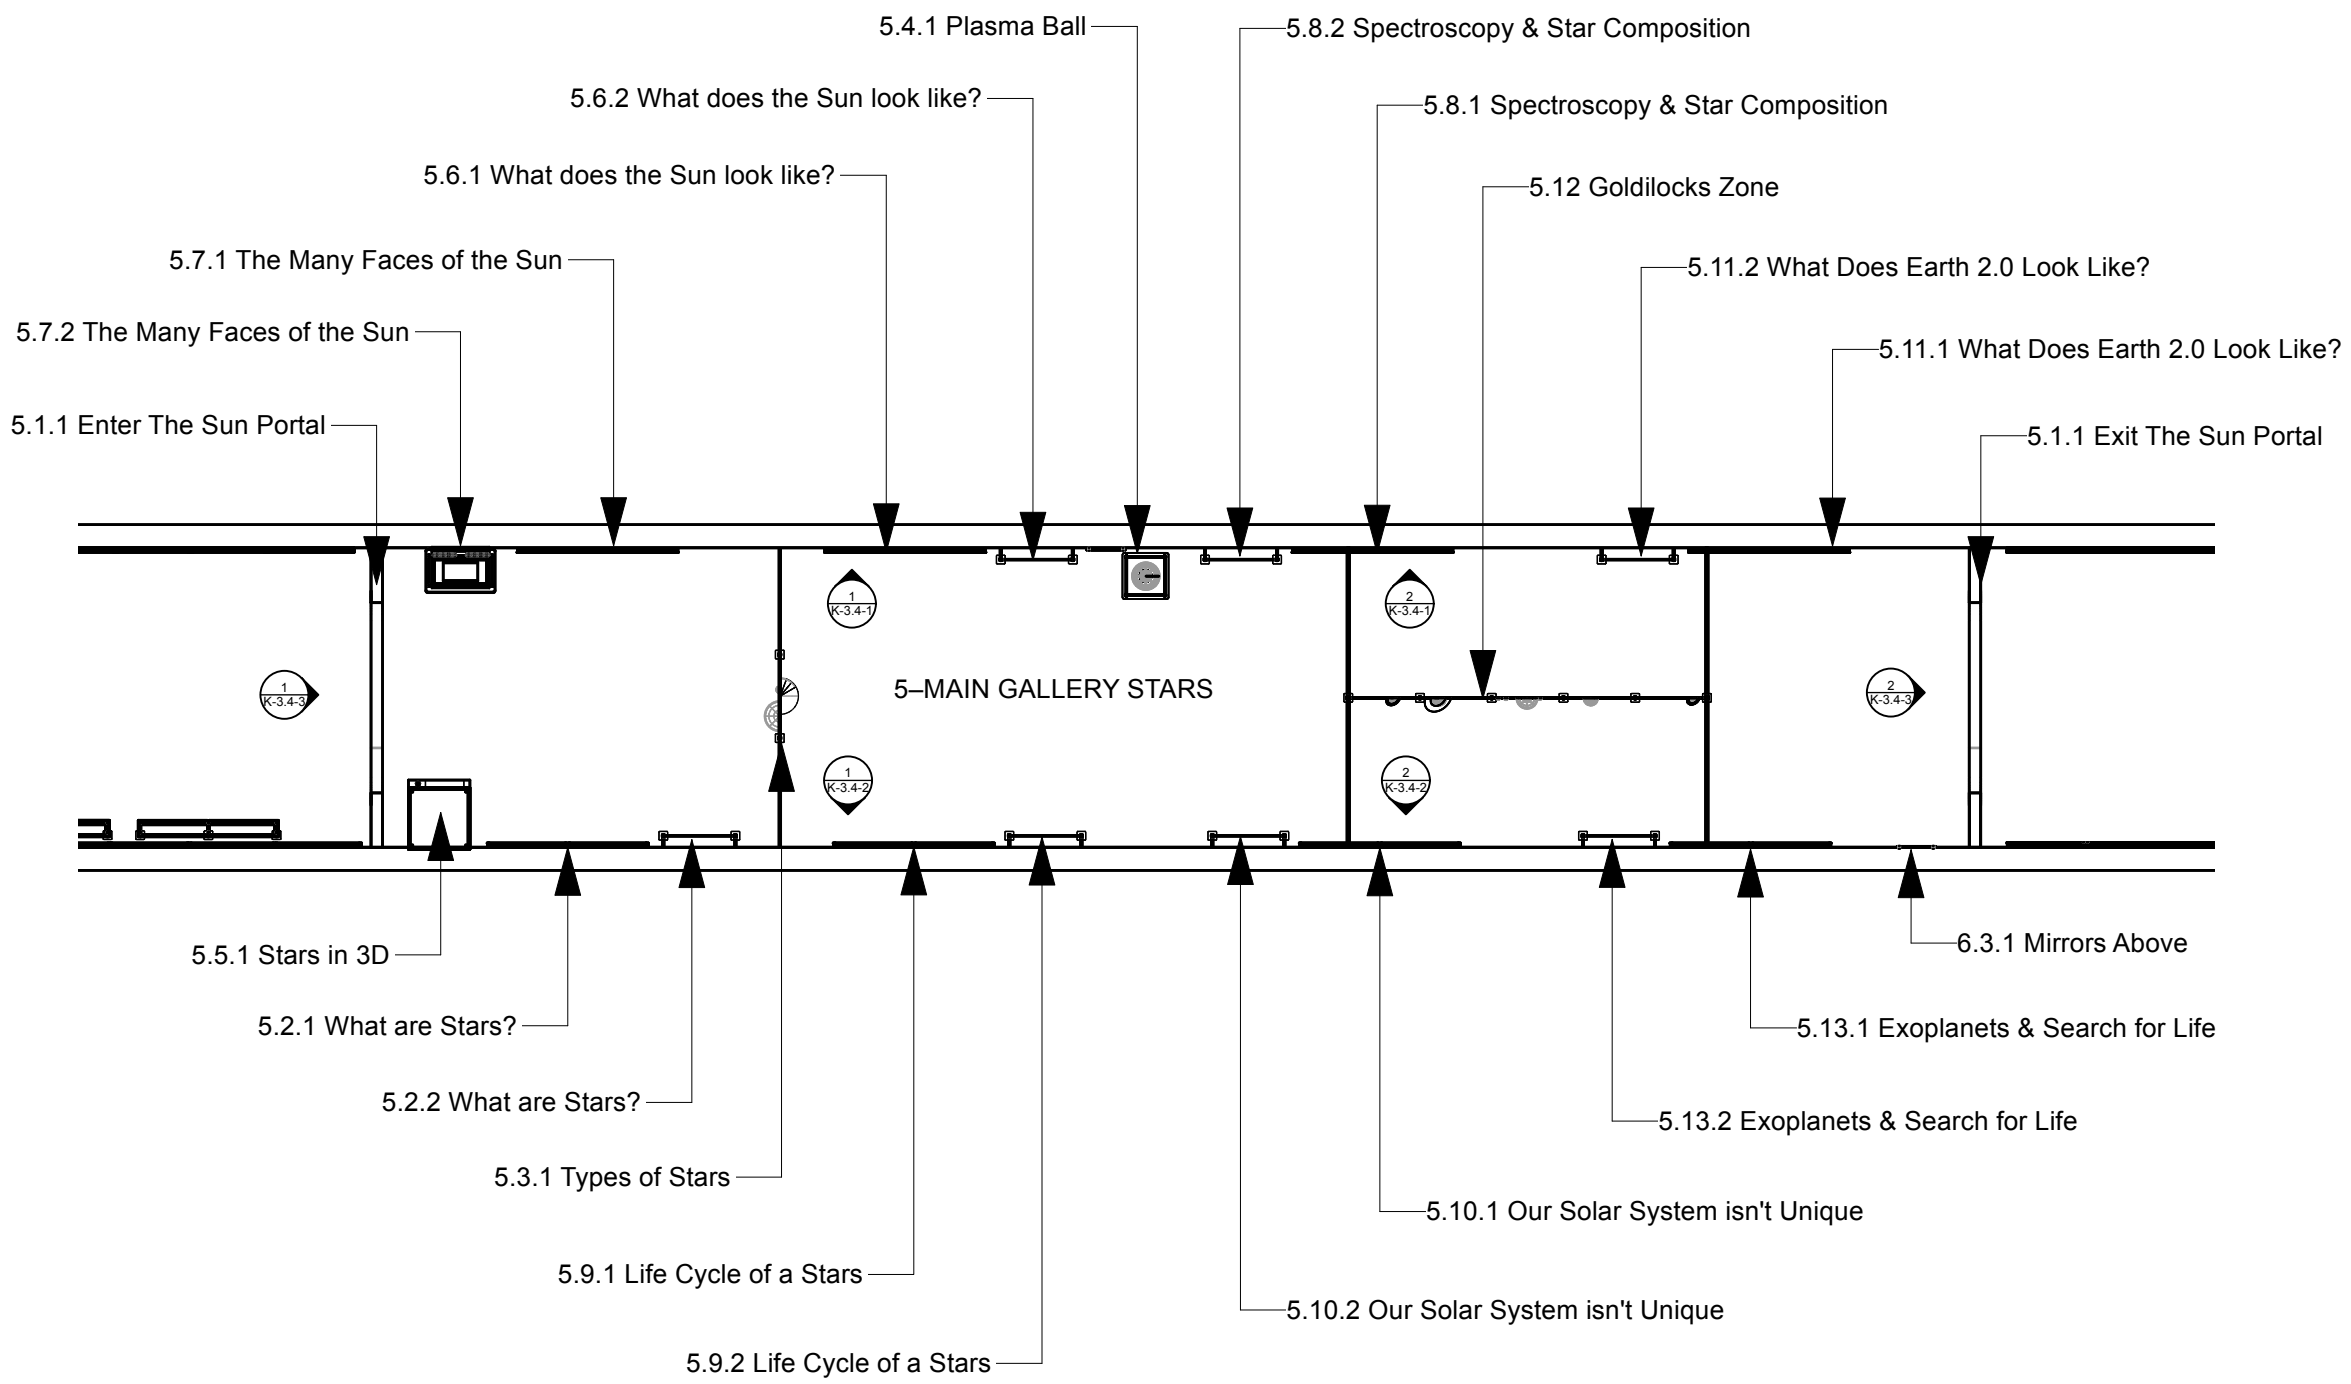 5.4.1 Plasma Ball
5.8.2 Spectroscopy & Star Composition
5.6.2 What does the Sun look like?
5.8.1 Spectroscopy & Star Composition
5.6.1 What does the Sun look like?
5.12 Goldilocks Zone
5.7.1 The Many Faces of the Sun
5.11.2 What Does Earth 2.0 Look Like?
5.7.2 The Many Faces of the Sun
5.11.1 What Does Earth 2.0 Look Like?
5.1.1 Enter The Sun Portal
5.1.1 Exit The Sun Portal
1
K-3.4-1
2
K-3.4-1
1
K-3.4-3
5–MAIN GALLERY STARS
2
K-3.4-3
1
K-3.4-2
2
K-3.4-2
5.5.1 Stars in 3D
6.3.1 Mirrors Above
5.2.1 What are Stars?
5.13.1 Exoplanets & Search for Life
5.2.2 What are Stars?
5.13.2 Exoplanets & Search for Life
5.3.1 Types of Stars
5.10.1 Our Solar System isn't Unique
5.9.1 Life Cycle of a Stars
5.10.2 Our Solar System isn't Unique
5.9.2 Life Cycle of a Stars